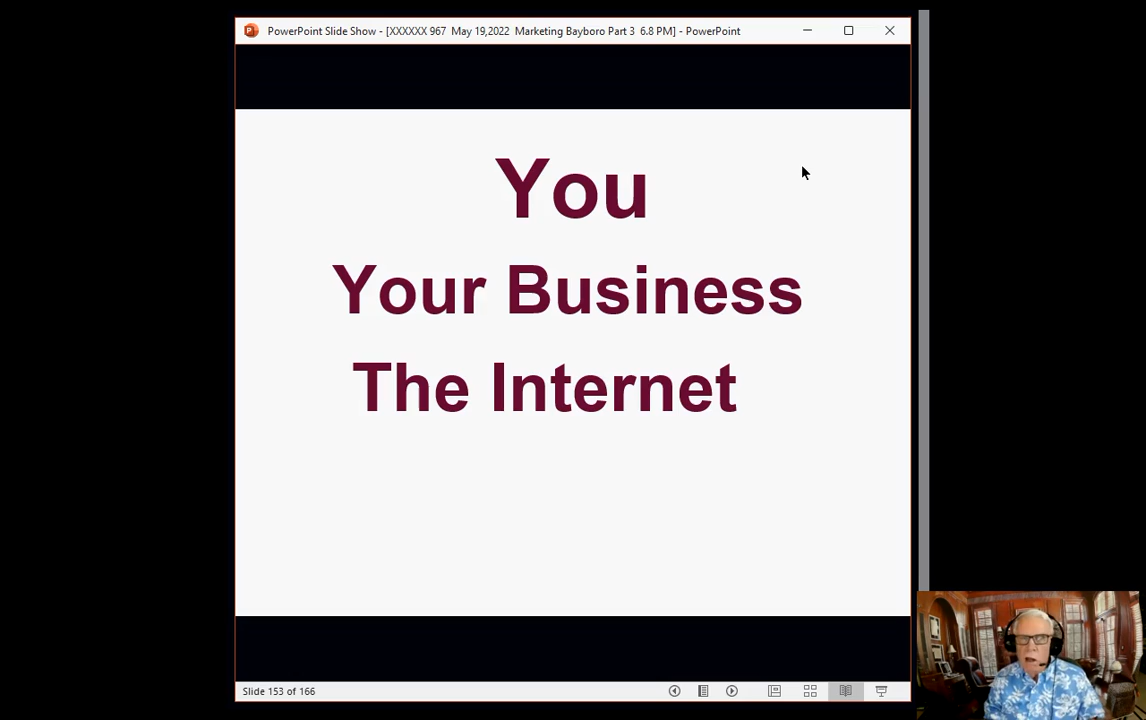 PowerPoint Slide Show - [XXXXXX 967 May 19,2022 Marketing Bayboro Part 3 6.8 PM] - PowerPoint
You
Your Business
The Internet
Slide 153 of 166